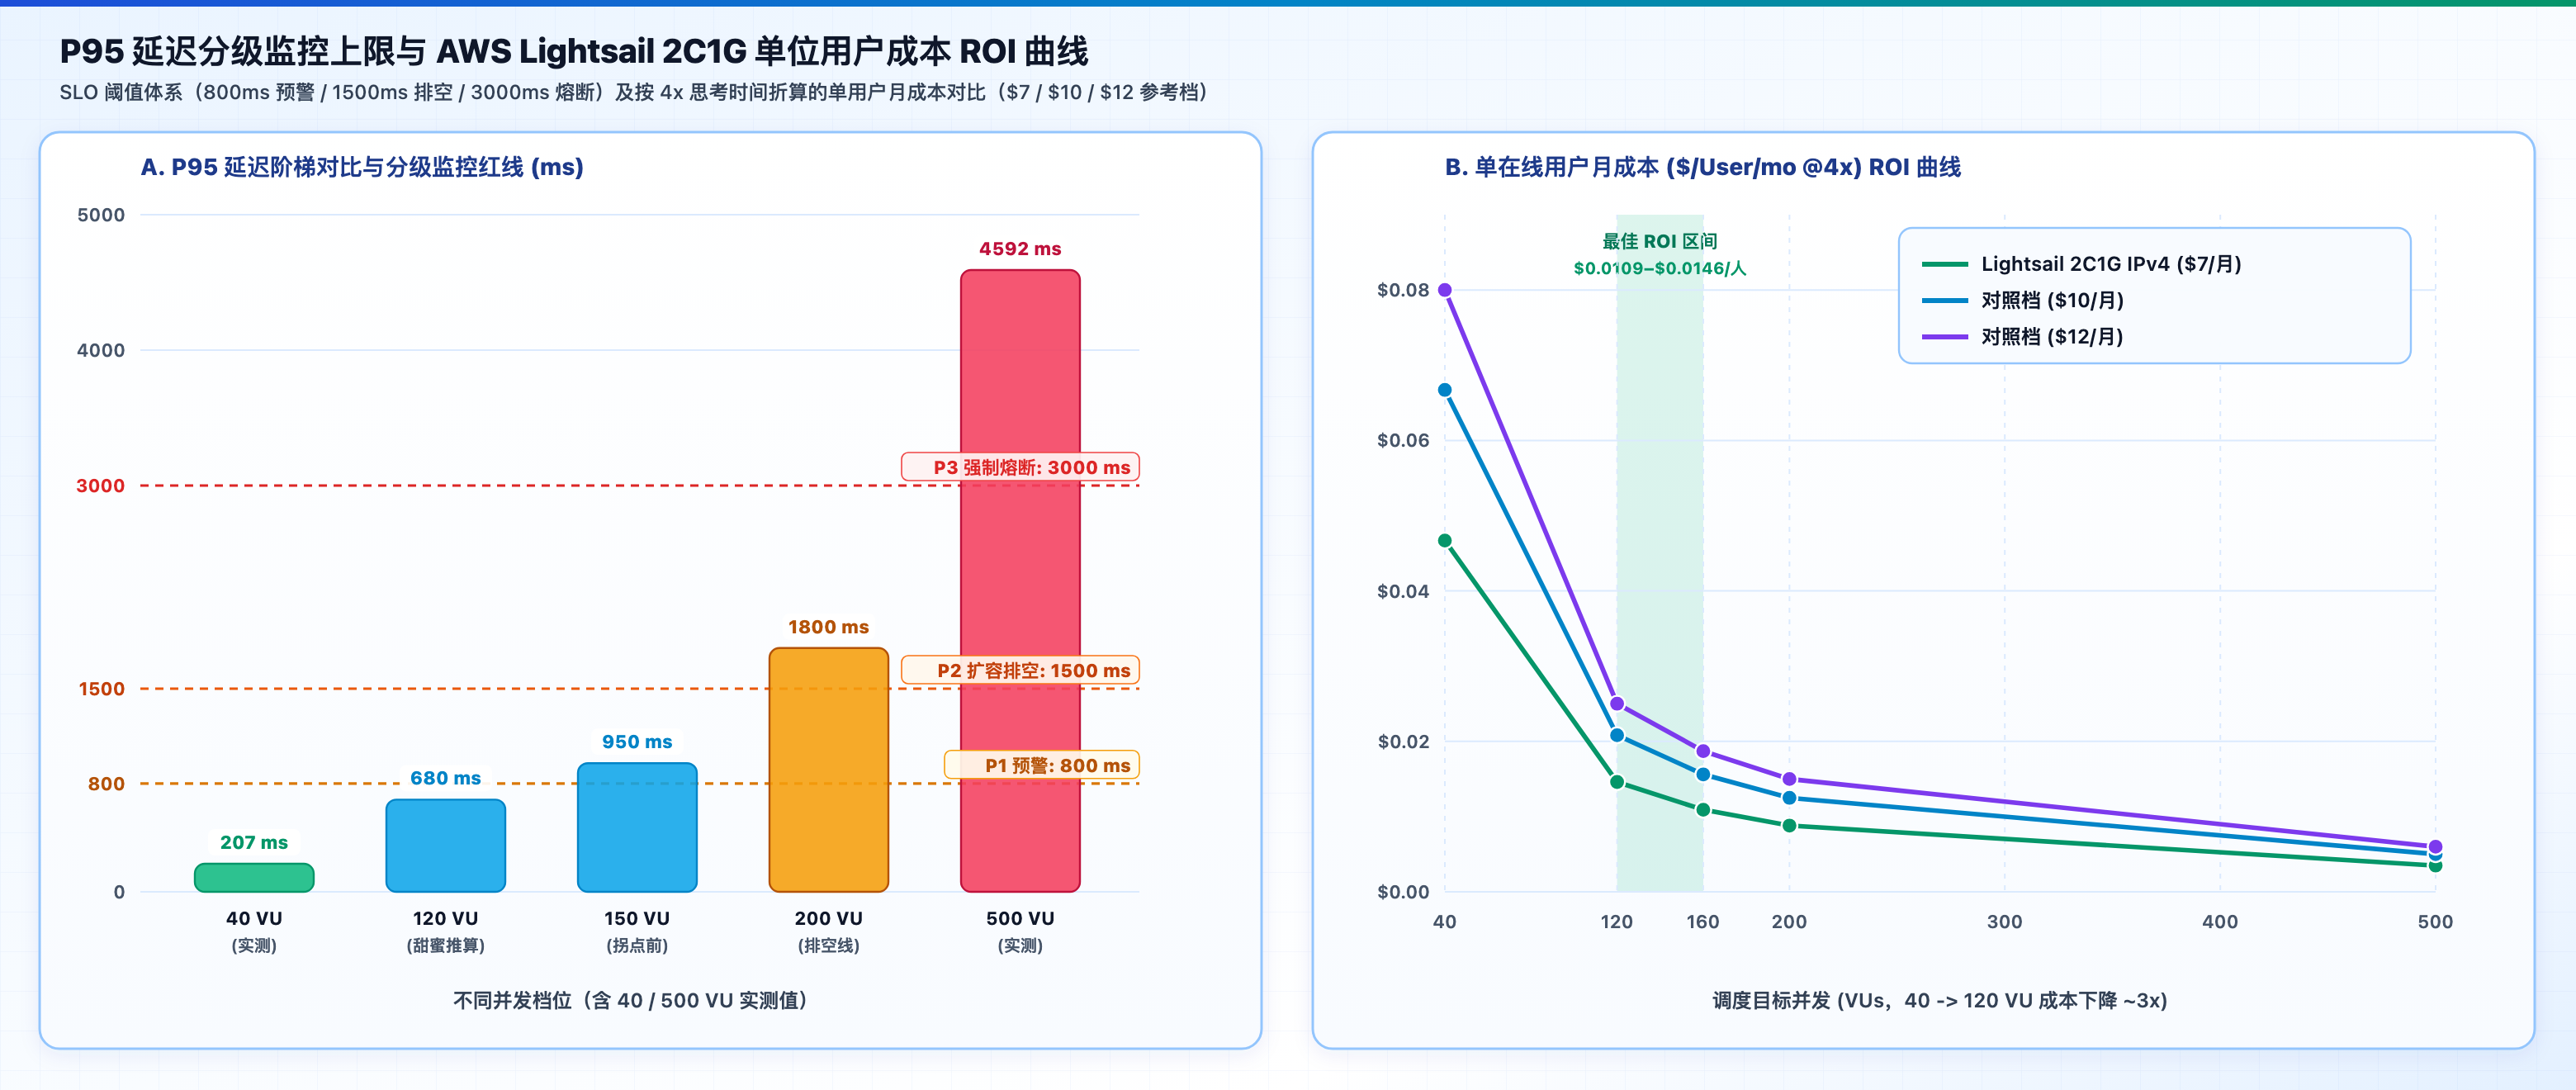 P95 延迟分级监控上限与 AWS Lightsail 2C1G 单位用户成本 ROI 曲线
SLO 阈值体系（800ms 预警 / 1500ms 排空 / 3000ms 熔断）及按 4x 思考时间折算的单用户月成本对比（$7 / $10 / $12 参考档）
A. P95 延迟阶梯对比与分级监控红线 (ms)
5000
4000
3000
1500
800
0
4592 ms
P3 强制熔断: 3000 ms
1800 ms
P2 扩容排空: 1500 ms
950 ms
P1 预警: 800 ms
680 ms
207 ms
40 VU
(实测)
120 VU
(甜蜜推算)
150 VU
(拐点前)
200 VU
(排空线)
500 VU
(实测)
不同并发档位（含 40 / 500 VU 实测值）
B. 单在线用户月成本 ($/User/mo @4x) ROI 曲线
最佳 ROI 区间
$0.0109–$0.0146/人
Lightsail 2C1G IPv4 ($7/月)
对照档 ($10/月)
对照档 ($12/月)
$0.08
$0.06
$0.04
$0.02
$0.00
40
120
160
200
300
400
500
调度目标并发 (VUs，40 -> 120 VU 成本下降 ~3x)